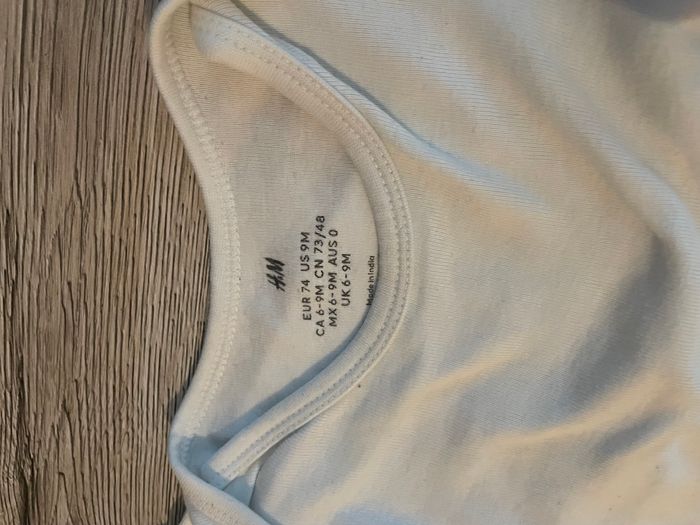 H&M
EUR 74 US 9M
CA 6-9M CN 73/48
MX 6-9M AUS 0
UK 6-9M
Made in India